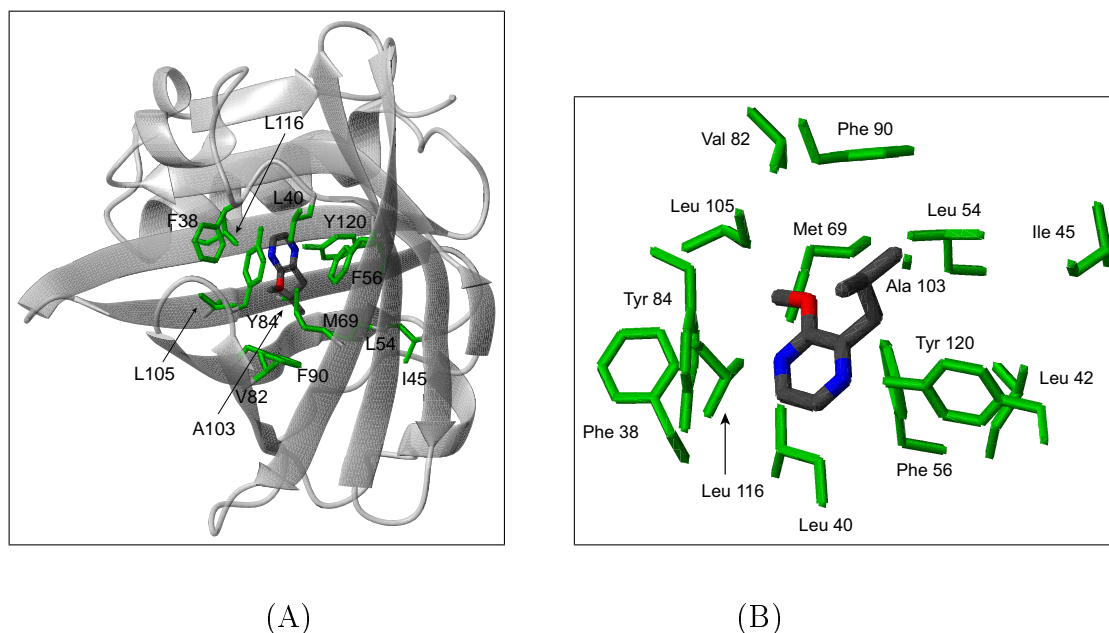 L116
F38
L40
Y120
F56
Y84
M69
L54
L105
F90
I45
V82
A103
Val 82
Phe 90
Leu 105
Met 69
Leu 54
Ile 45
Ala 103
Tyr 84
Tyr 120
Leu 42
Phe 38
Phe 56
Leu 116
Leu 40
(A)
(B)